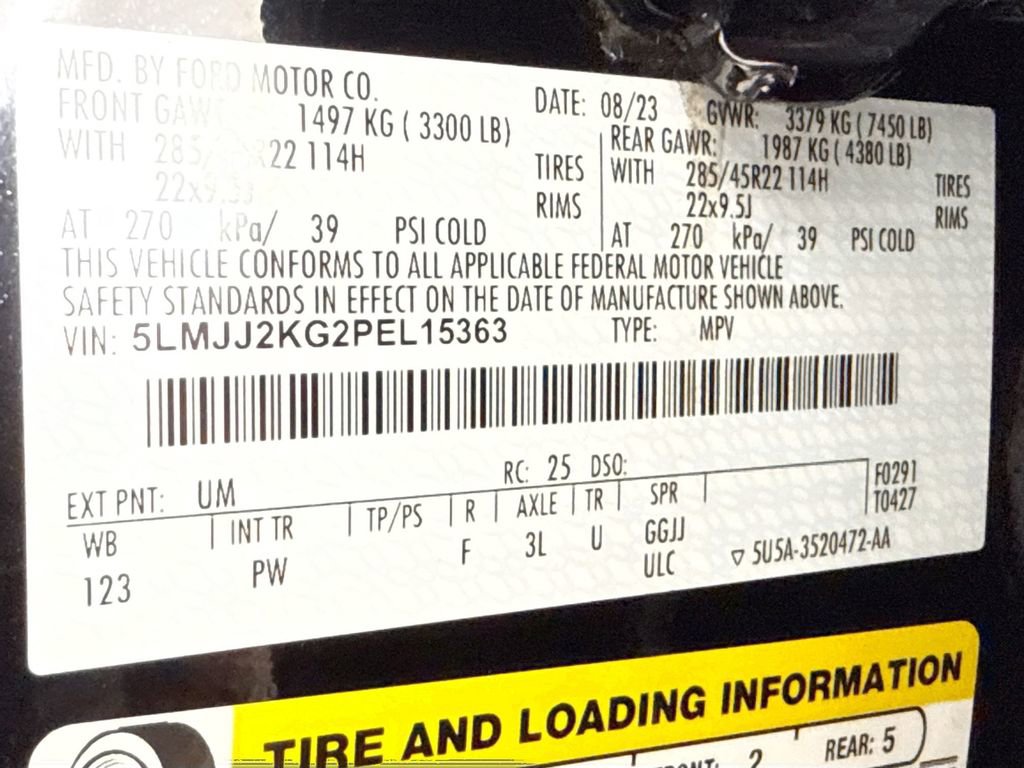 MFD. BY FORD MOTOR CO.
DATE: 08/23 GVWR: 3379 KG ( 7450 LB)
FRONT GAWR 1497 KG ( 3300 LB)
WITH 285/45R22 114H TIRES
22x9.5J RIMS
AT 270 kPa/ 39 PSI COLD
REAR GAWR: 1987 KG ( 4380 LB)
WITH 285/45R22 114H TIRES
22x9.5J RIMS
AT 270 kPa/ 39 PSI COLD
THIS VEHICLE CONFORMS TO ALL APPLICABLE FEDERAL MOTOR VEHICLE
SAFETY STANDARDS IN EFFECT ON THE DATE OF MANUFACTURE SHOWN ABOVE.
VIN: 5LMJJ2KG2PEL15363 TYPE: MPV
EXT PNT: UM RC: 25 DSO:
F0291
T0427
WB INT TR TP/PS R AXLE TR SPR
123 PW F 3L U GGJJ
ULC ▽ 5U5A-3520472-AA
TIRE AND LOADING INFORMATION
2 REAR: 5